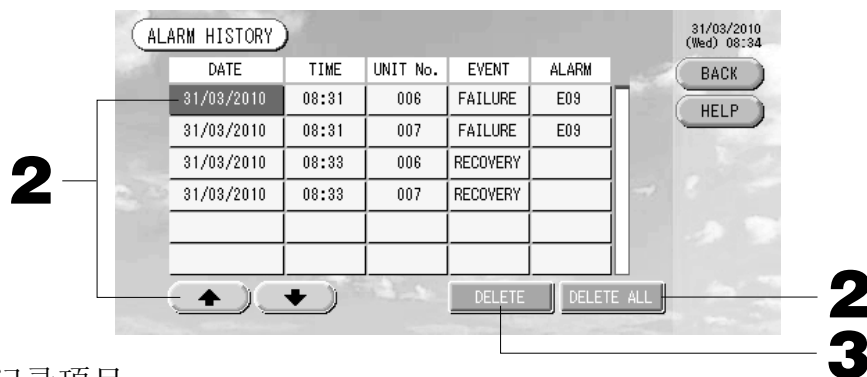 ALARM HISTORY
31/03/2010
(Wed) 08:34
BACK
HELP
DATE TIME UNIT No. EVENT ALARM
31/03/2010 08:31 006 FAILURE E09
31/03/2010 08:31 007 FAILURE E09
31/03/2010 08:33 006 RECOVERY
31/03/2010 08:33 007 RECOVERY
2
DELETE DELETE ALL
2
3